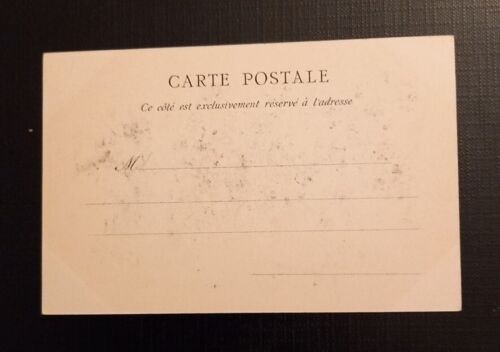 CARTE POSTALE
Ce côté est exclusivement réservé à l'adresse
M